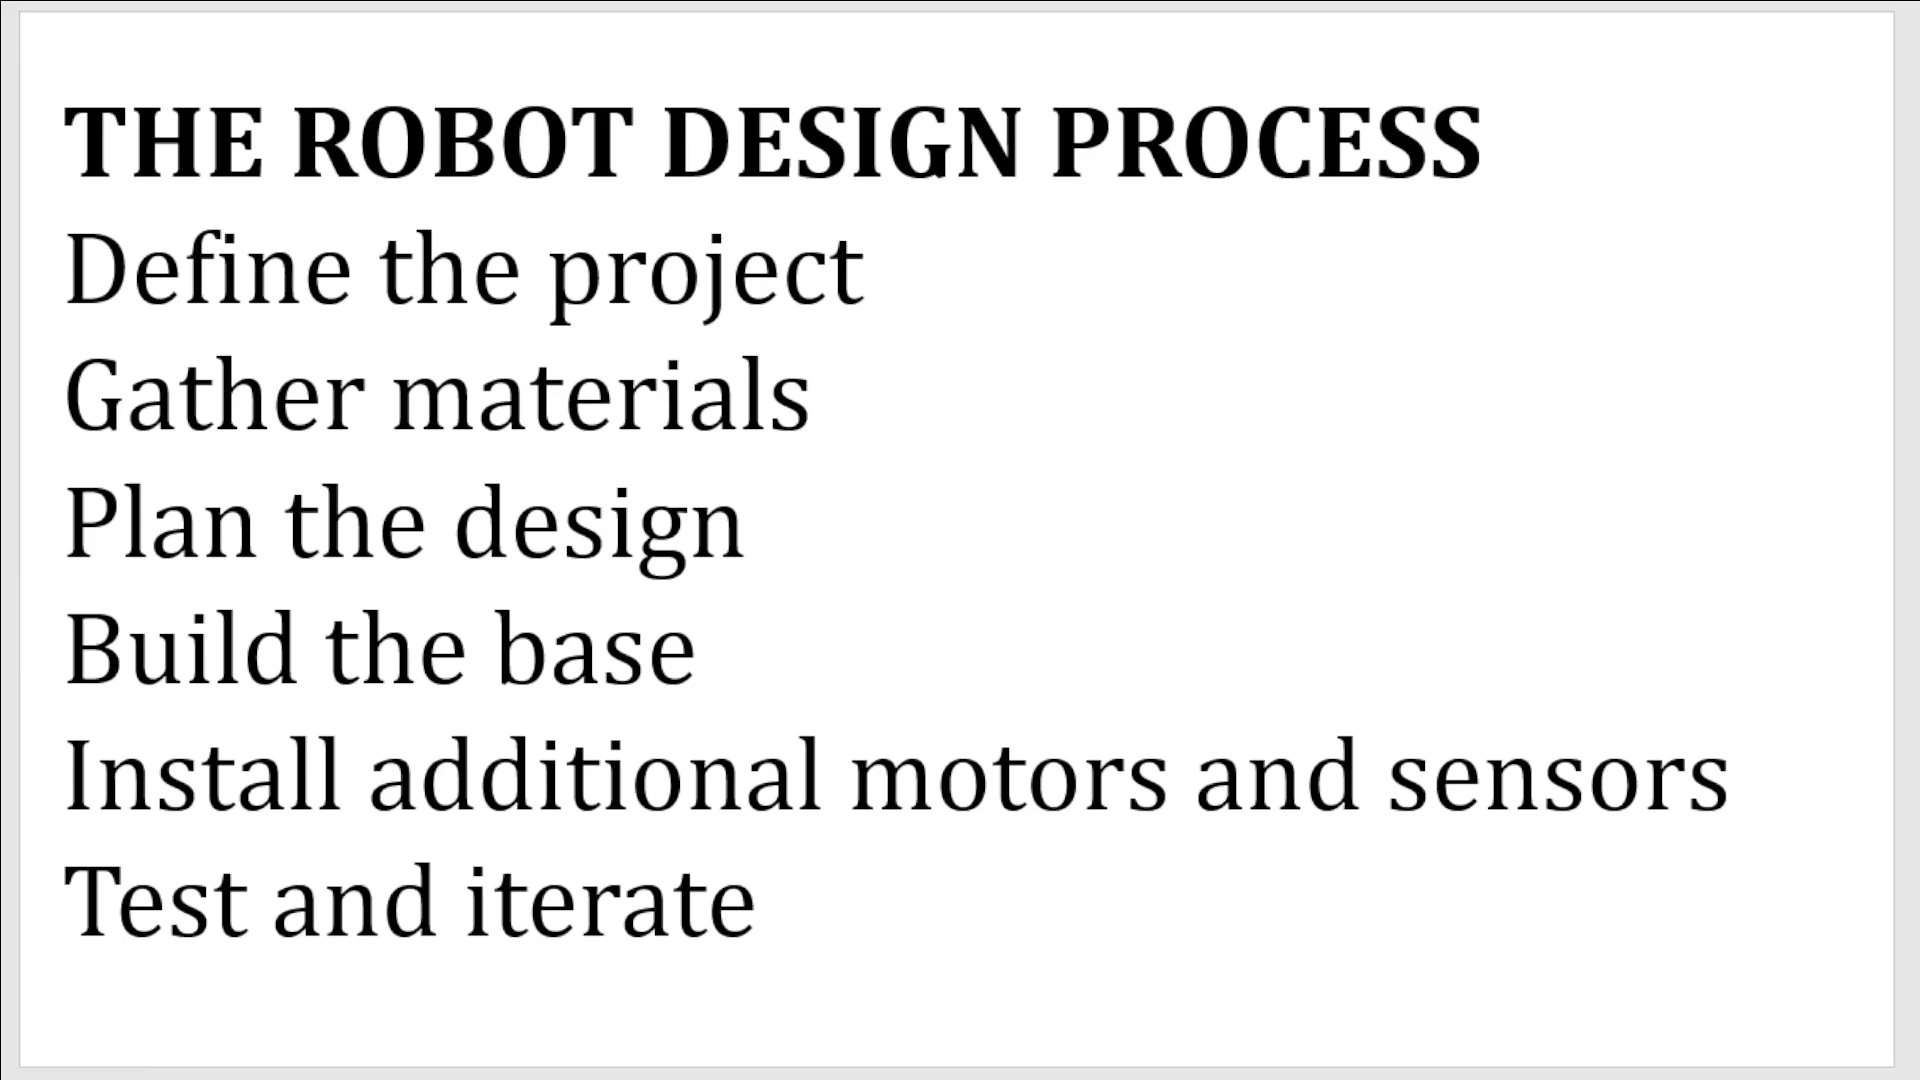 THE ROBOT DESIGN PROCESS
Define the project
Gather materials
Plan the design
Build the base
Install additional motors and sensors
Test and iterate